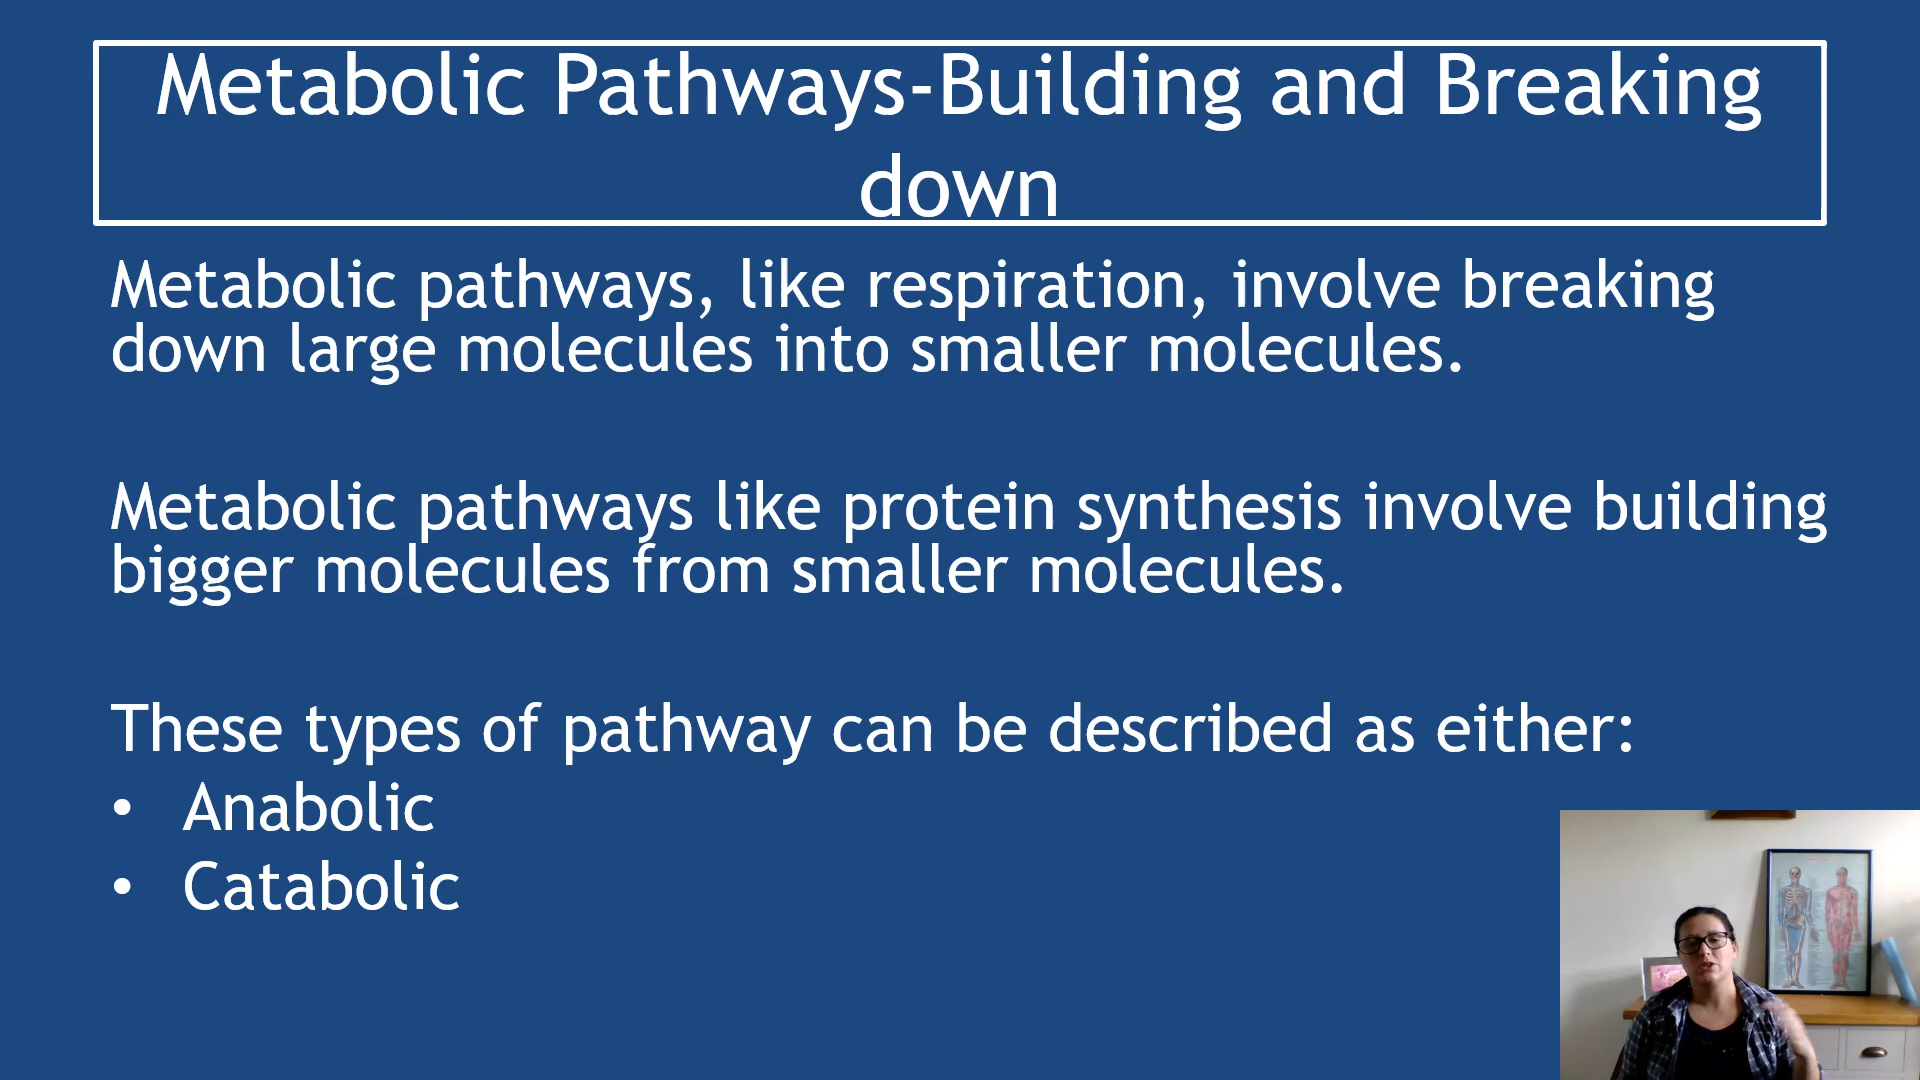 Metabolic Pathways-Building and Breaking
down
Metabolic pathways, like respiration, involve breaking
down large molecules into smaller molecules.
Metabolic pathways like protein synthesis involve building
bigger molecules from smaller molecules.
These types of pathway can be described as either:
• Anabolic
• Catabolic